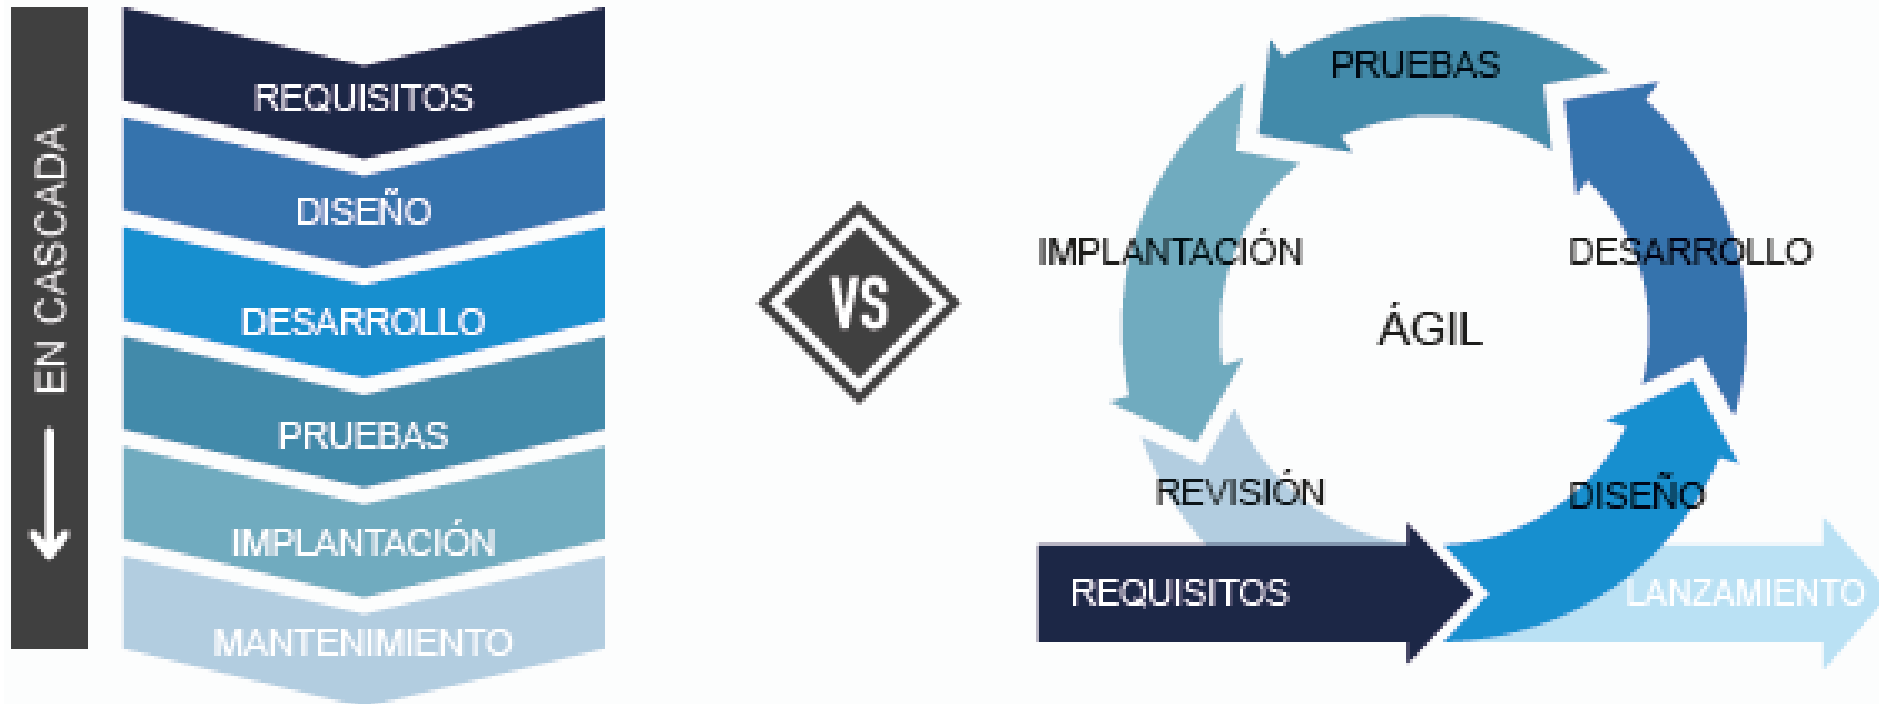 EN CASCADA
REQUISITOS
DISEÑO
DESARROLLO
PRUEBAS
IMPLANTACIÓN
MANTENIMIENTO
VS
PRUEBAS
IMPLANTACIÓN
DESARROLLO
ÁGIL
REVISIÓN
DISEÑO
REQUISITOS
LANZAMIENTO